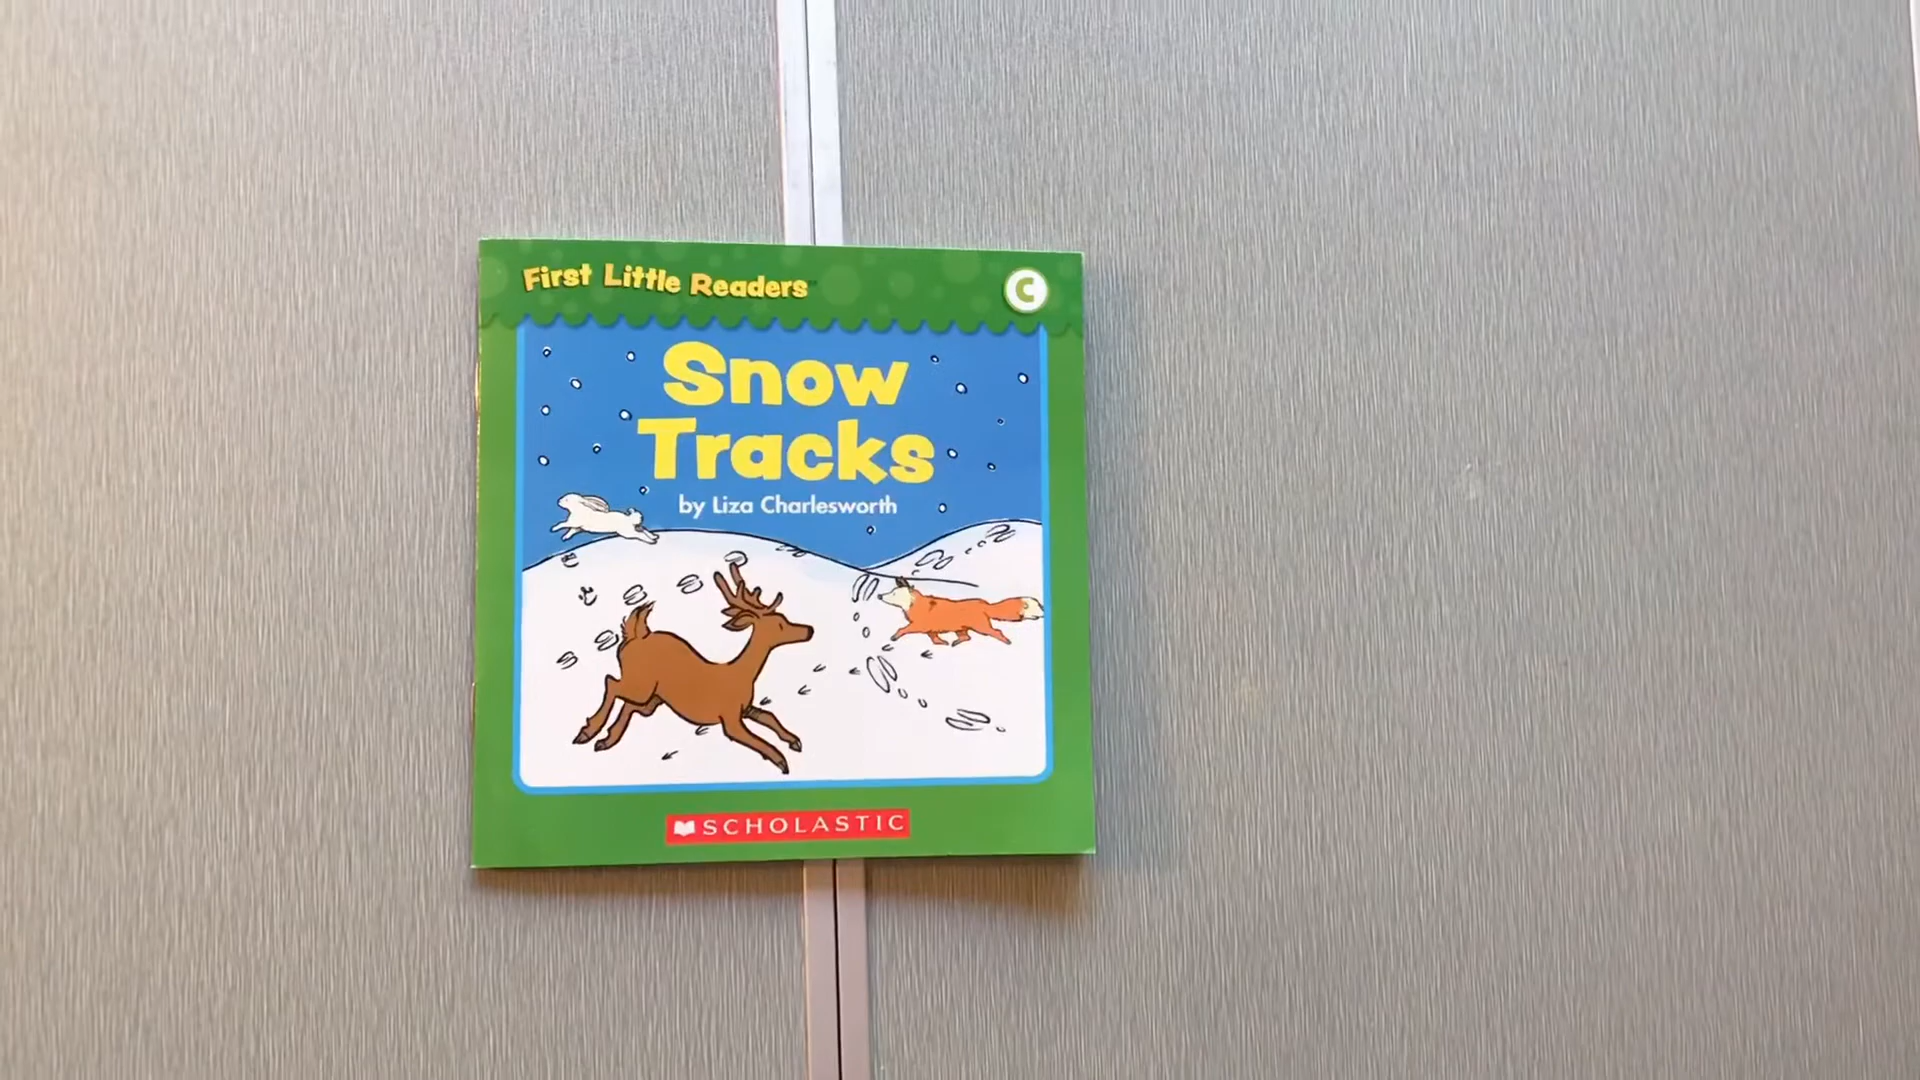 First Little Readers
C
Snow
Tracks
by Liza Charlesworth
SCHOLASTIC